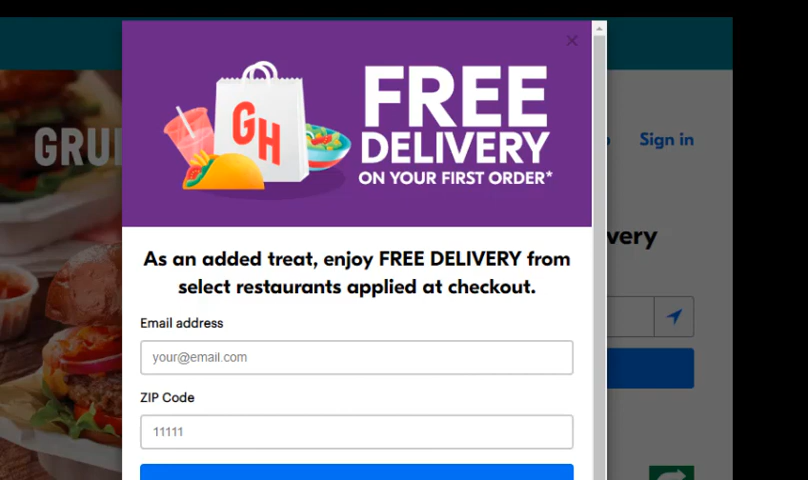 FREE
DELIVERY
ON YOUR FIRST ORDER*
GH
Sign in
As an added treat, enjoy FREE DELIVERY from
select restaurants applied at checkout.
Email address
your@email.com
ZIP Code
11111